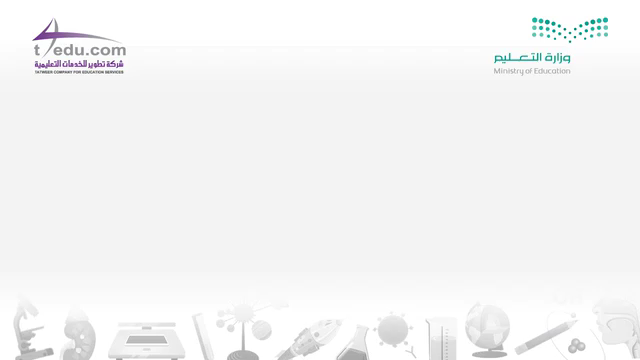 t4edu.com
شركة تطوير للخدمات التعليمية
TATWEER COMPANY FOR EDUCATION SERVICES
وزارة التعليم
Ministry of Education